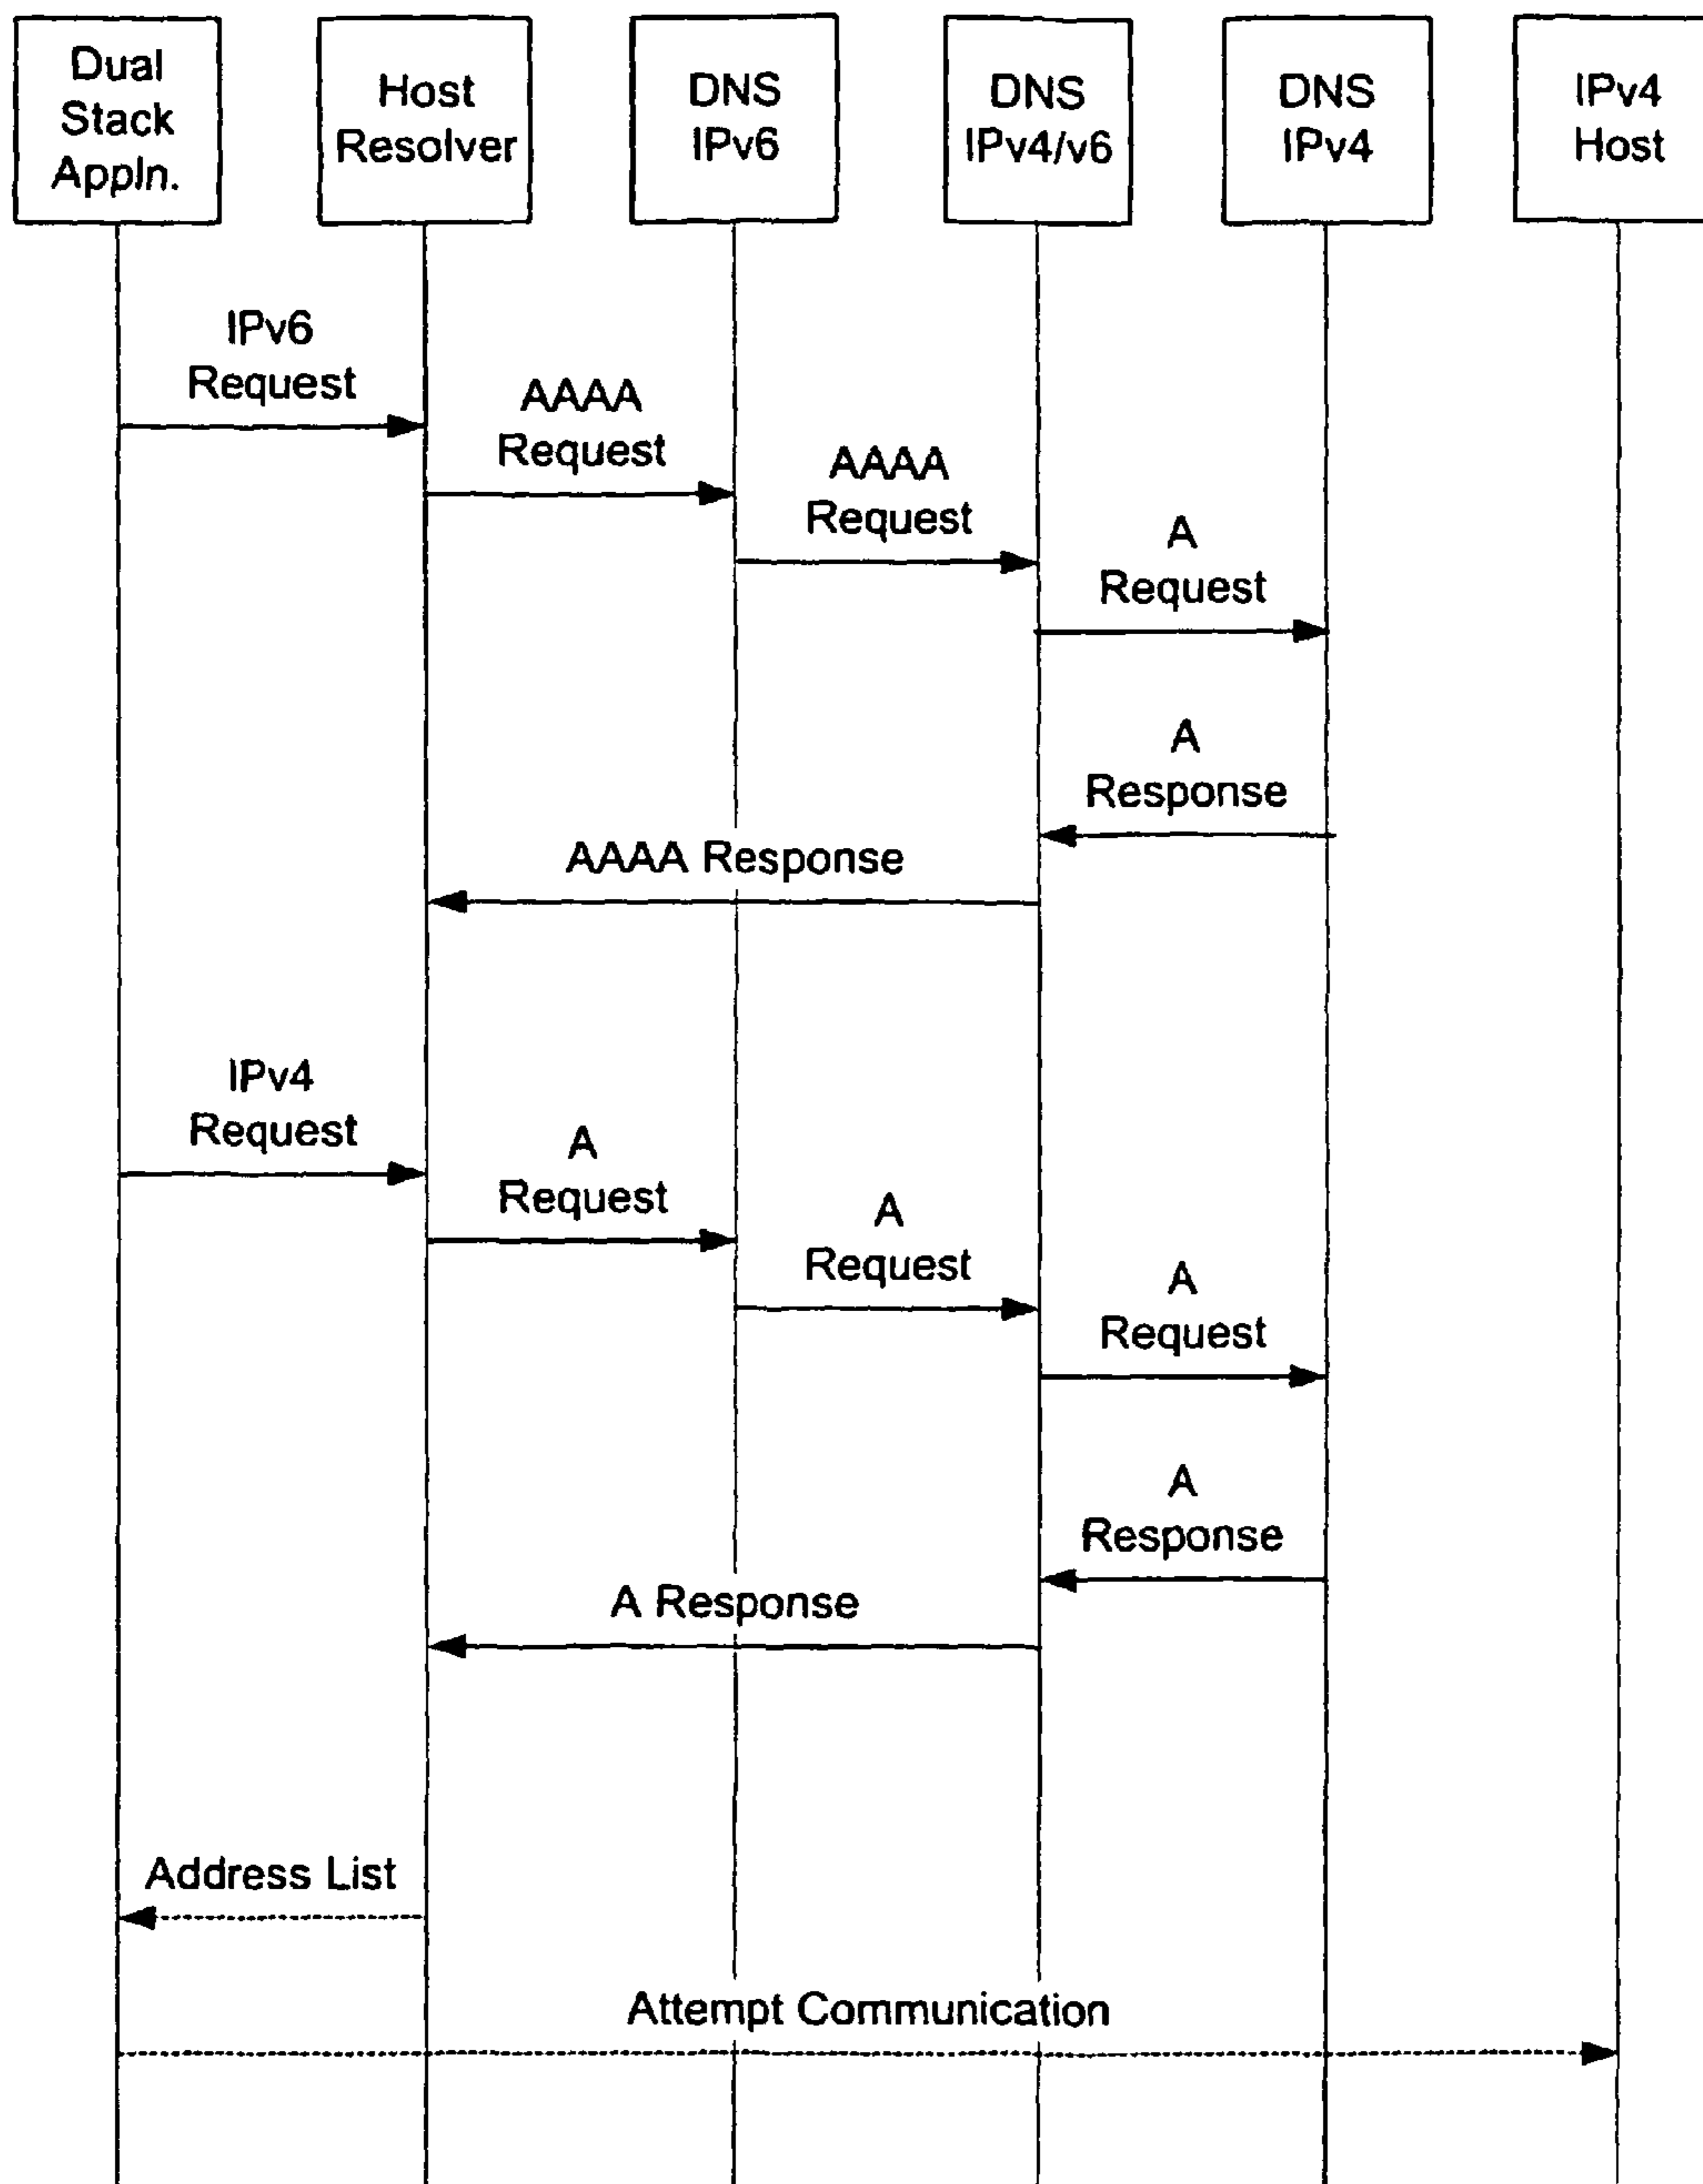 Dual
Stack
Appln.
Host
Resolver
DNS
IPv6
DNS
IPv4/v6
DNS
IPv4
IPv4
Host
IPv6
Request
AAAA
Request
AAAA
Request
A
Request
A
Response
AAAA Response
IPv4
Request
A
Request
A
Request
A
Request
A
Response
A Response
Address List
Attempt Communication